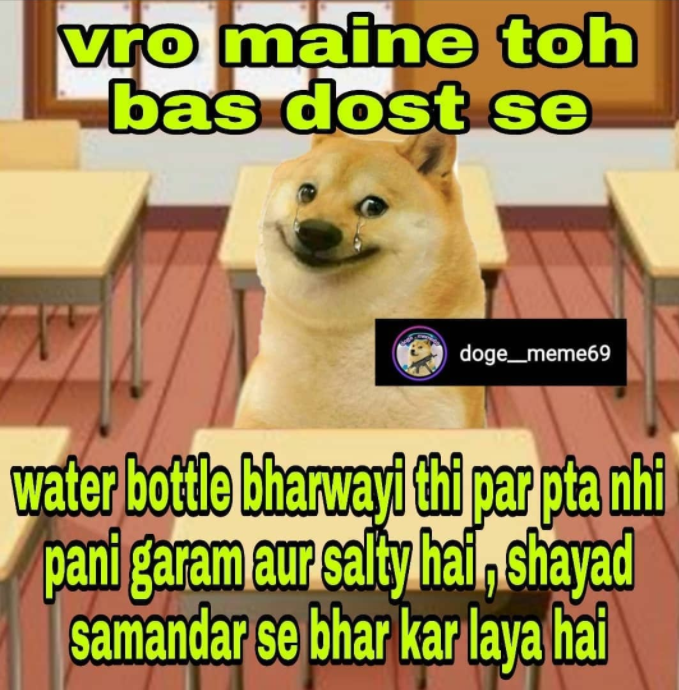 vro maine toh
bas dost se
doge__meme69
water bottle bharwayi thi par pta nhi
pani garam aur salty hai , shayad
samandar se bhar kar laya hai